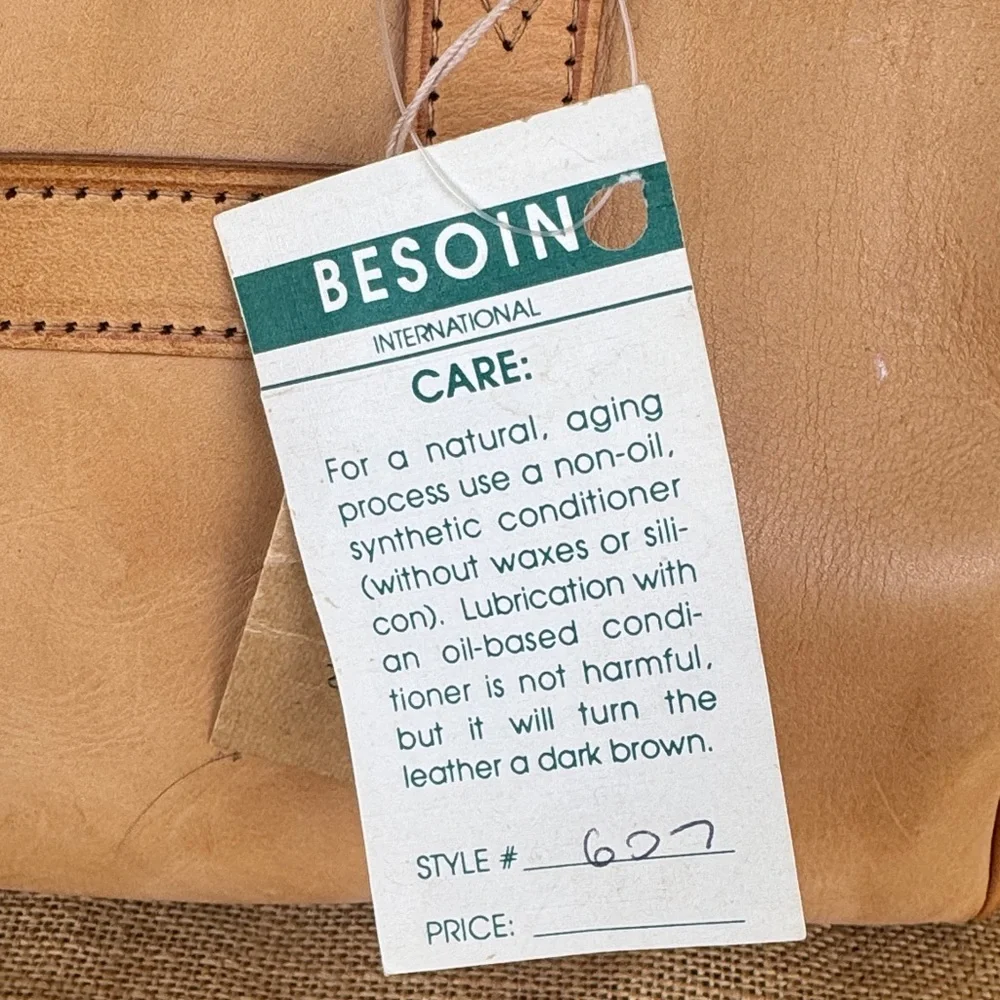 BESOIN
INTERNATIONAL
CARE:
For a natural, aging
process use a non-oil,
synthetic conditioner
(without waxes or sili-
con). Lubrication with
an oil-based condi-
tioner is not harmful,
but it will turn the
leather a dark brown.
STYLE # 607
PRICE: